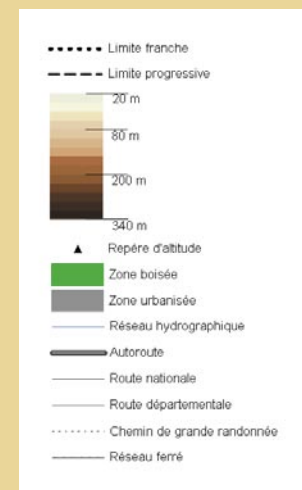 Limite franche
Limite progressive
20 m
80 m
200 m
340 m
Repère d'altitude
Zone boisée
Zone urbanisée
Réseau hydrographique
Autoroute
Route nationale
Route départementale
Chemin de grande randonnée
Réseau ferré